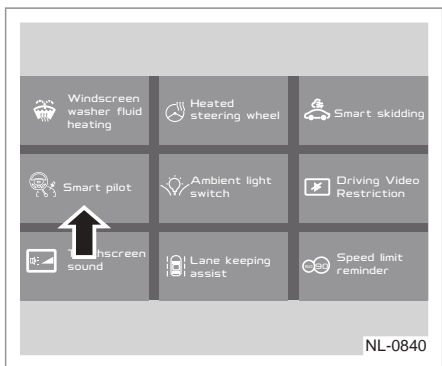 Windscreen
washer fluid
heating
Heated
steering wheel
Smart skidding
Smart pilot
Ambient light
switch
Driving Video
Restriction
sound
Lane keeping
assist
Speed limit
reminder
NL-0840